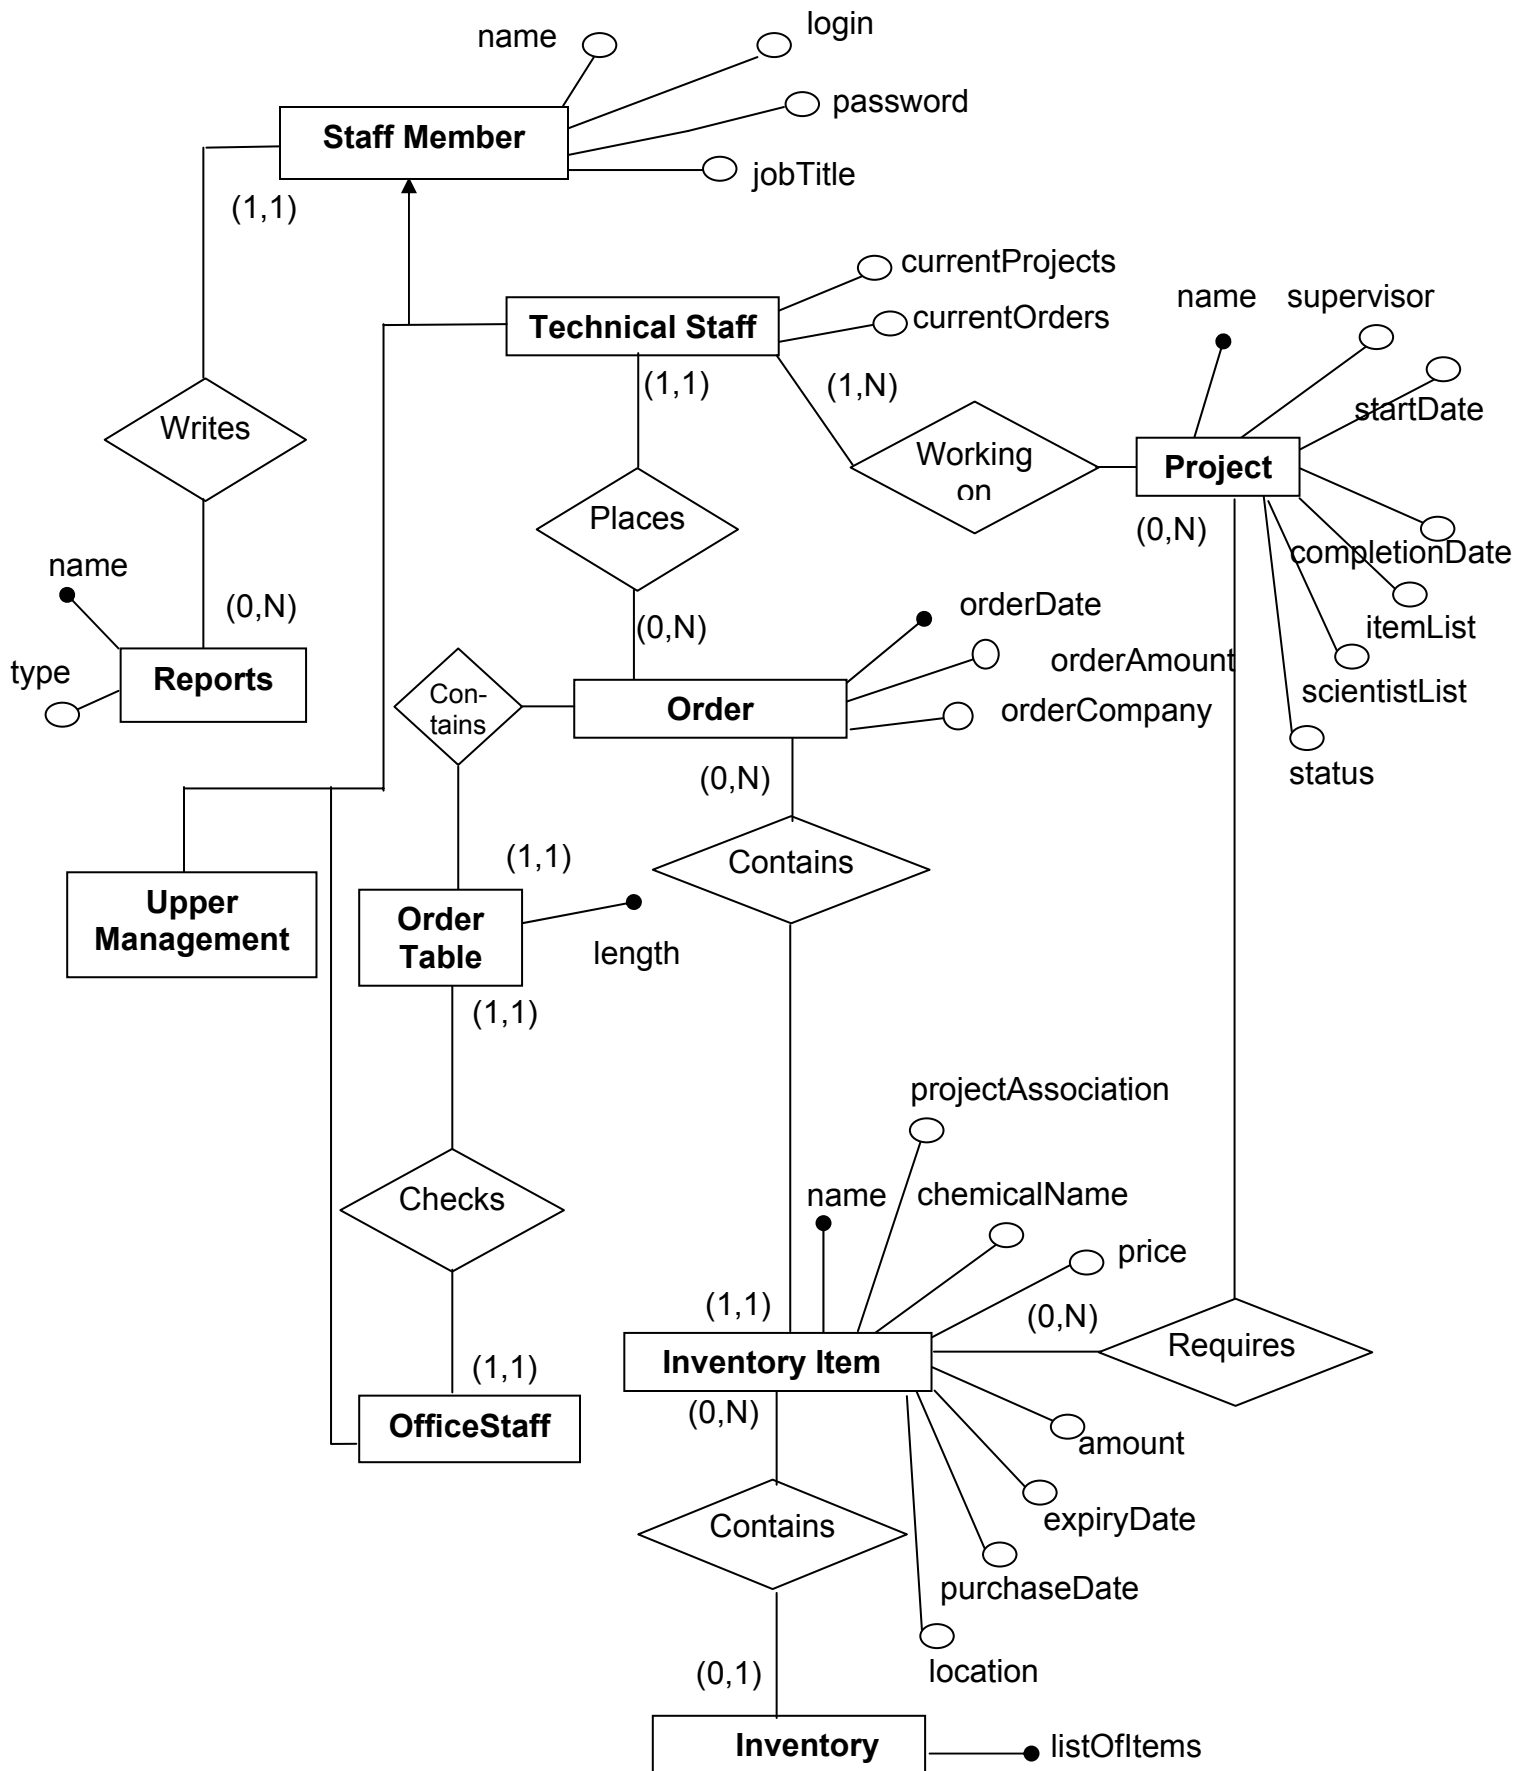 name
login
password
Staff Member
jobTitle
(1,1)
currentProjects
currentOrders
Technical Staff
name
supervisor
startDate
(1,1)
(1,N)
Writes
Working
on
Project
Places
(0,N)
completionDate
name
(0,N)
(0,N)
orderDate
itemList
type
Reports
Con-
tains
Order
orderAmount
orderCompany
scientistList
(0,N)
status
(1,1)
Contains
Upper
Management
Order
Table
length
(1,1)
projectAssociation
Checks
name
chemicalName
price
(1,1)
(0,N)
Requires
Inventory Item
(1,1)
(0,N)
OfficeStaff
amount
expiryDate
Contains
purchaseDate
(0,1)
location
Inventory
listOfItems